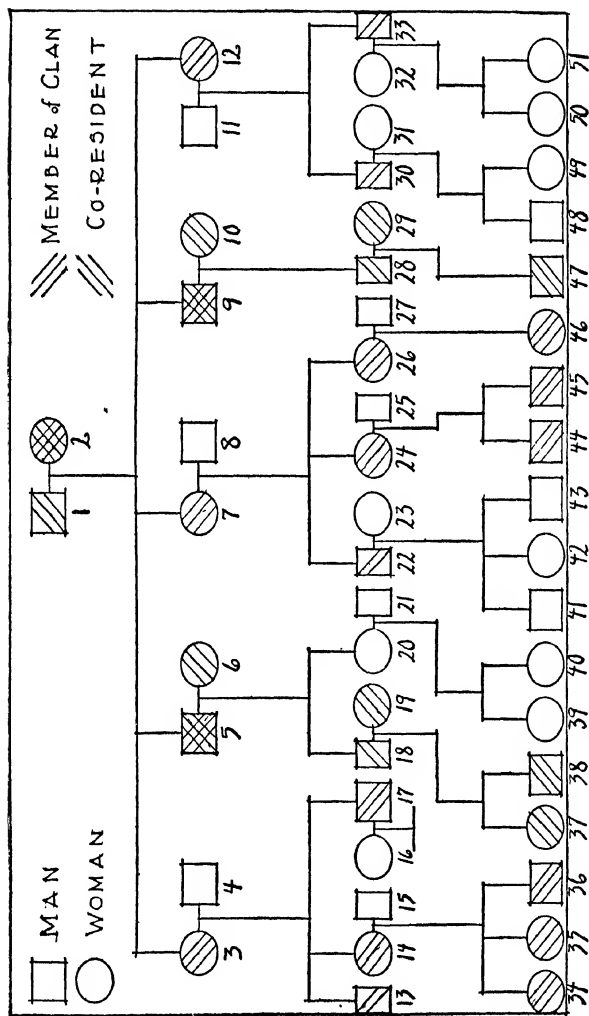 MAN
WOMAN
MEMBER of CLAN
CO-RESIDENT
1 2
3 4 5 6 7 8 9 10 11 12
13 14 15 16 17 18 19 20 21 22 23 24 25 26 27 28 29 30 31 32 33
34 35 36 37 38 39 40 41 42 43 44 45 46 47 48 49 50 51